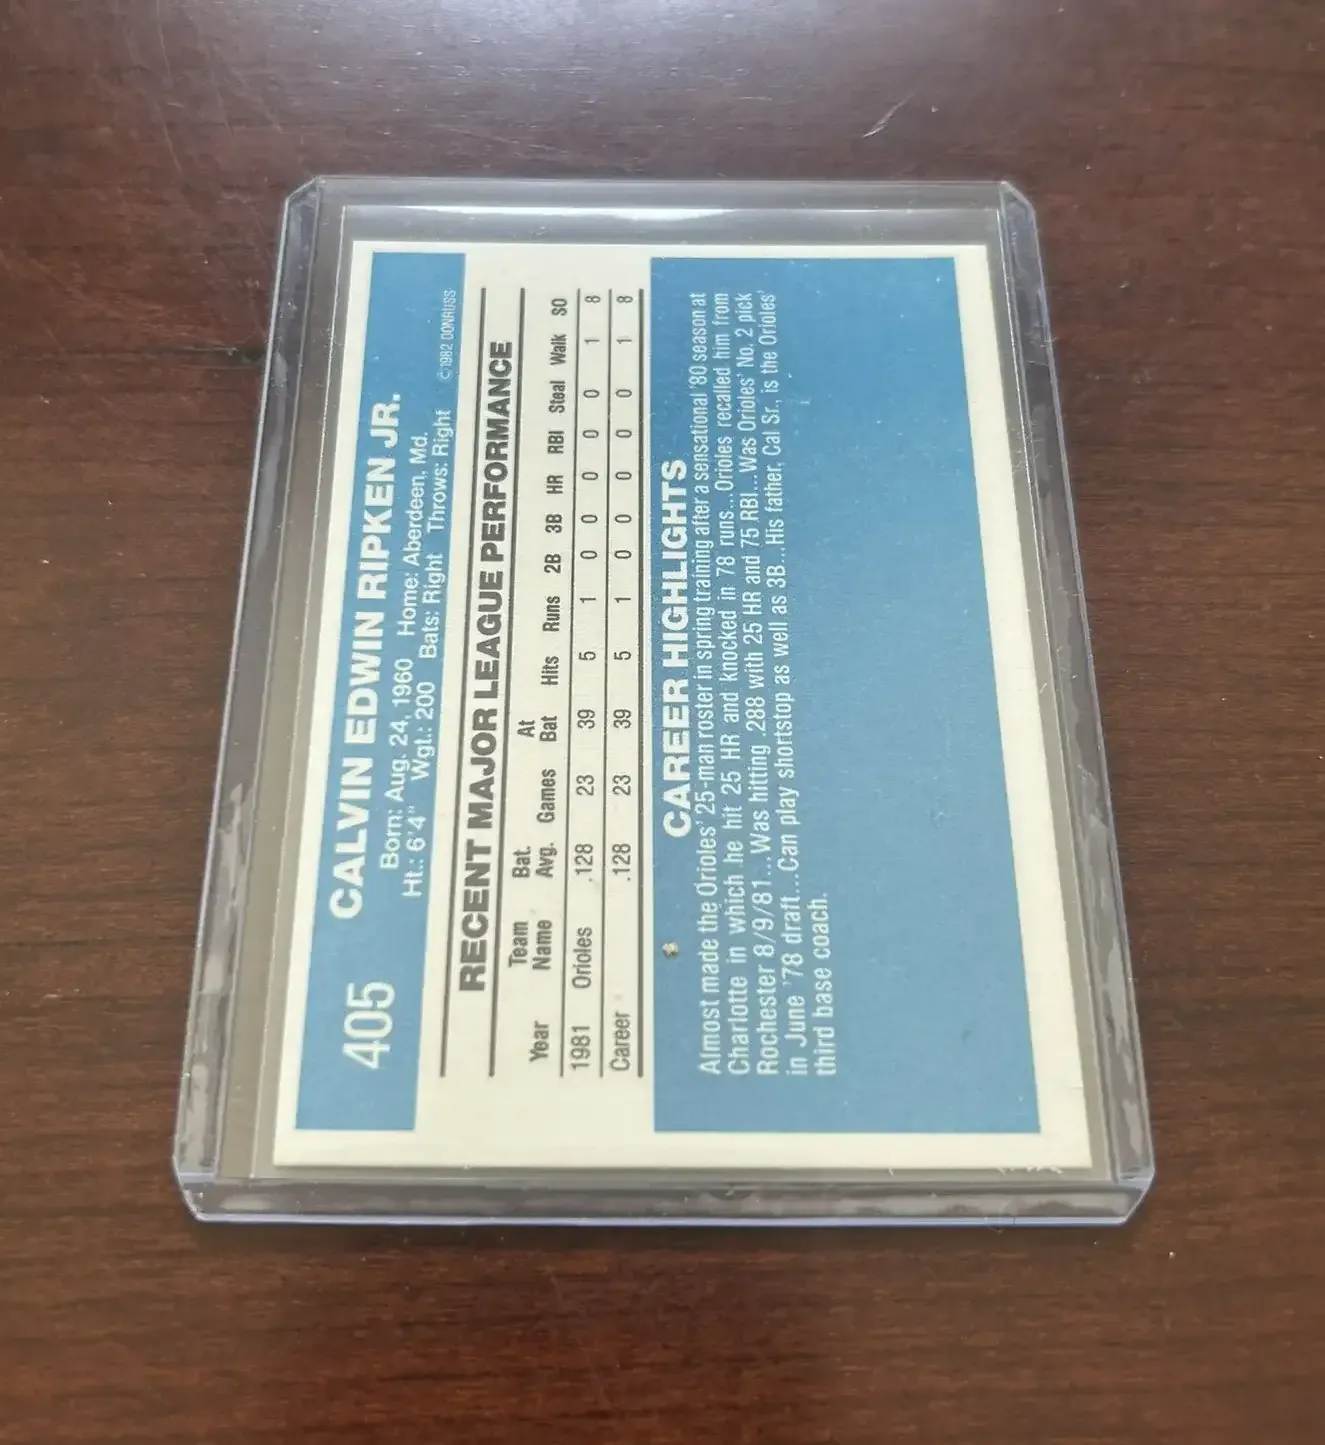 405 CALVIN EDWIN RIPKEN JR.
Born: Aug. 24, 1960 Home: Aberdeen, Md.
Ht.: 6'4" Wgt.: 200 Bats: Right Throws: Right ©1982 DONRUSS
RECENT MAJOR LEAGUE PERFORMANCE
Team Bat. At
Year Name Avg. Games Bat Hits Runs 2B 3B HR RBI Steal Walk SO
1981 Orioles .128 23 39 5 1 0 0 0 0 0 1 8
Career .128 23 39 5 1 0 0 0 0 0 1 8
CAREER HIGHLIGHTS
Almost made the Orioles' 25-man roster in spring training after a sensational '80 season at
Charlotte in which he hit 25 HR and knocked in 78 runs...Orioles recalled him from
Rochester 8/9/81...Was hitting .288 with 25 HR and 75 RBI...Was Orioles' No. 2 pick
in June '78 draft...Can play shortstop as well as 3B...His father, Cal Sr., is the Orioles'
third base coach.